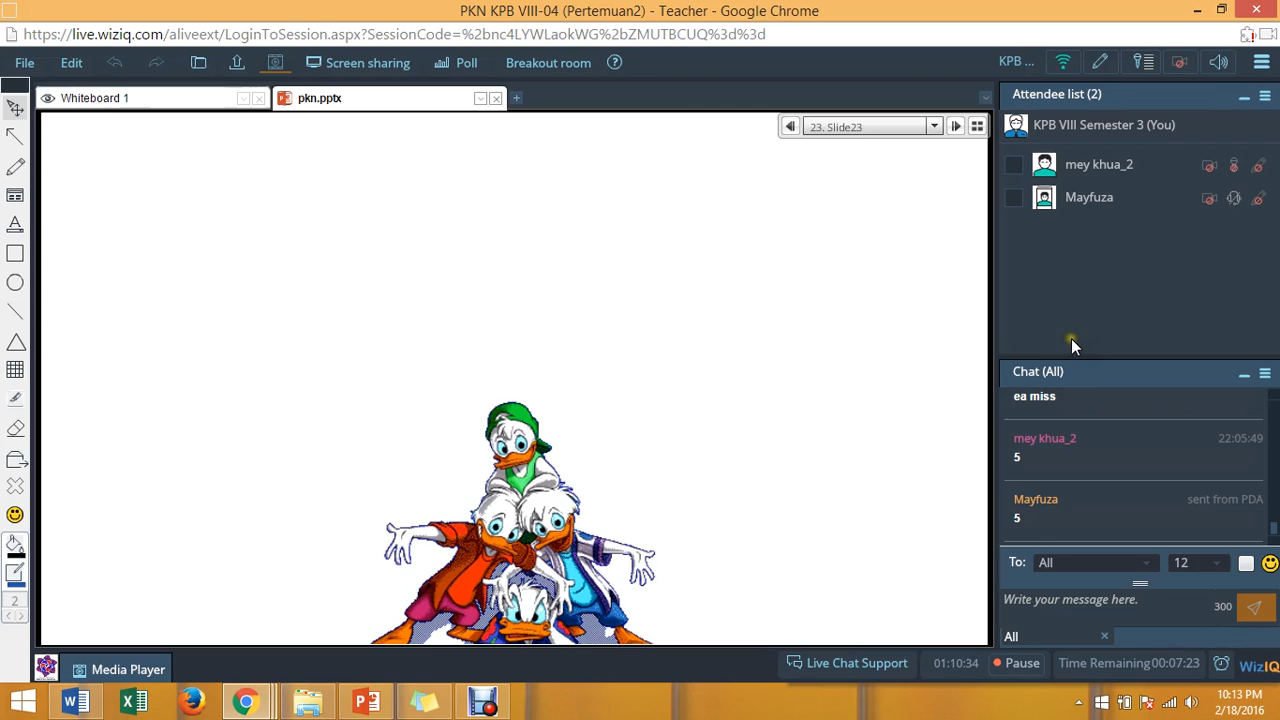 PKN KPB VIII-04 (Pertemuan2) - Teacher - Google Chrome
https://live.wiziq.com/aliveext/LoginToSession.aspx?SessionCode=%2bnc4LYWLaokWG%2bZMUTBCUQ%3d%3d
File Edit Screen sharing Poll Breakout room ? KPB ...
Whiteboard 1 pkn.pptx
23. Slide23
Attendee list (2)
KPB VIII Semester 3 (You)
mey khua_2
Mayfuza
Chat (All)
ea miss
mey khua_2 22:05:49
5
Mayfuza sent from PDA
5
To: All 12
Write your message here. 300
All
2
Media Player Live Chat Support 01:10:34 Pause Time Remaining 00:07:23 WizIQ
10:13 PM
2/18/2016